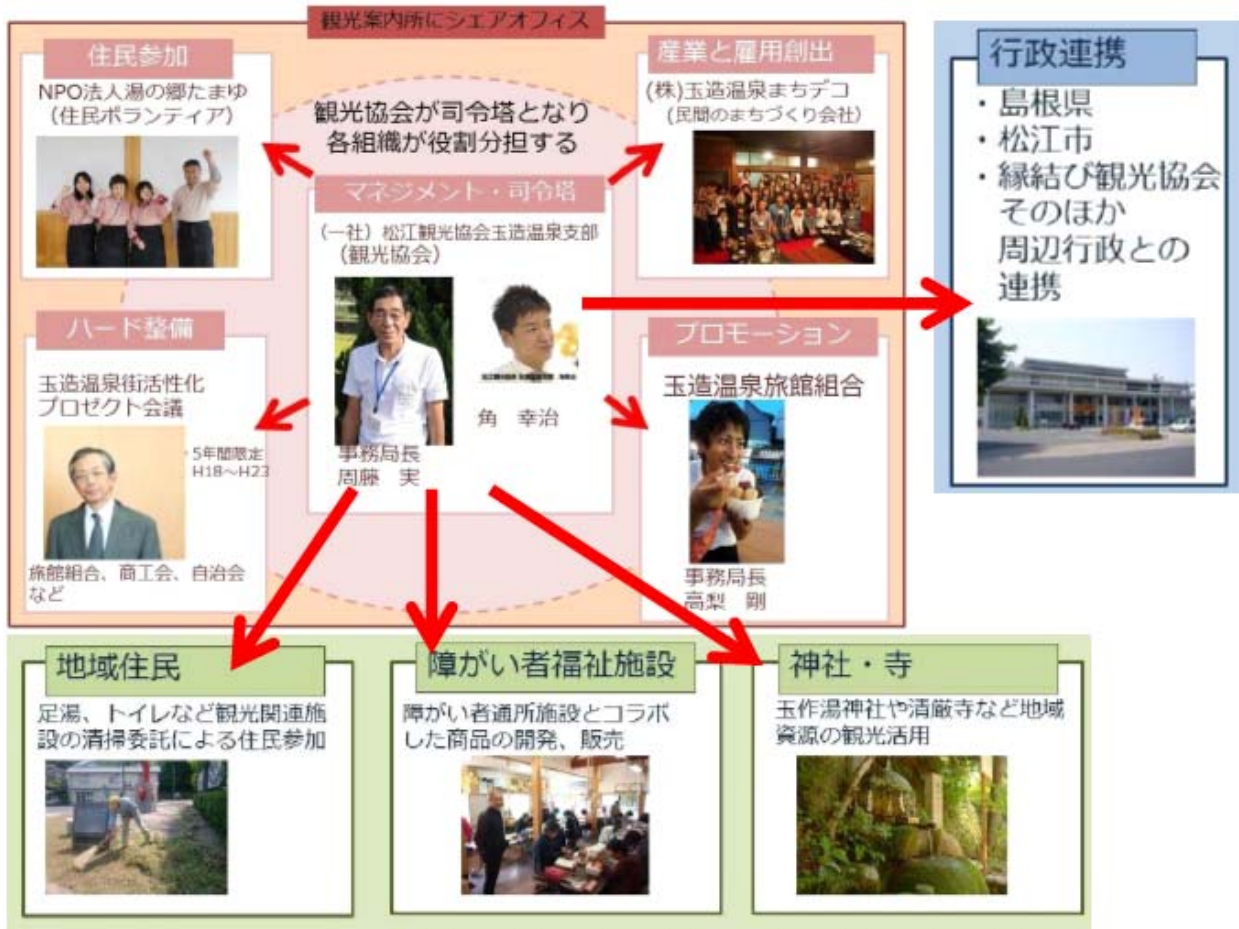 観光案内所にシェアオフィス
住民参加
NPO法人湯の郷たまゆ
（住民ボランティア）
観光協会が司令塔となり
各組織が役割分担する
産業と雇用創出
(株)玉造温泉まちデコ
(民間のまちづくり会社)
マネジメント・司令塔
(一社）松江観光協会玉造温泉支部
（観光協会）
事務局長
周藤　実
角　幸治
ハード整備
玉造温泉街活性化
プロゼクト会議
5年間限定
H18～H23
旅館組合、商工会、自治会
など
プロモーション
玉造温泉旅館組合
事務局長
高梨　剛
行政連携
・島根県
・松江市
・縁結び観光協会
そのほか
周辺行政との
連携
地域住民
足湯、トイレなど観光関連施
設の清掃委託による住民参加
障がい者福祉施設
障がい者通所施設とコラボ
した商品の開発、販売
神社・寺
玉作湯神社や清厳寺など地域
資源の観光活用